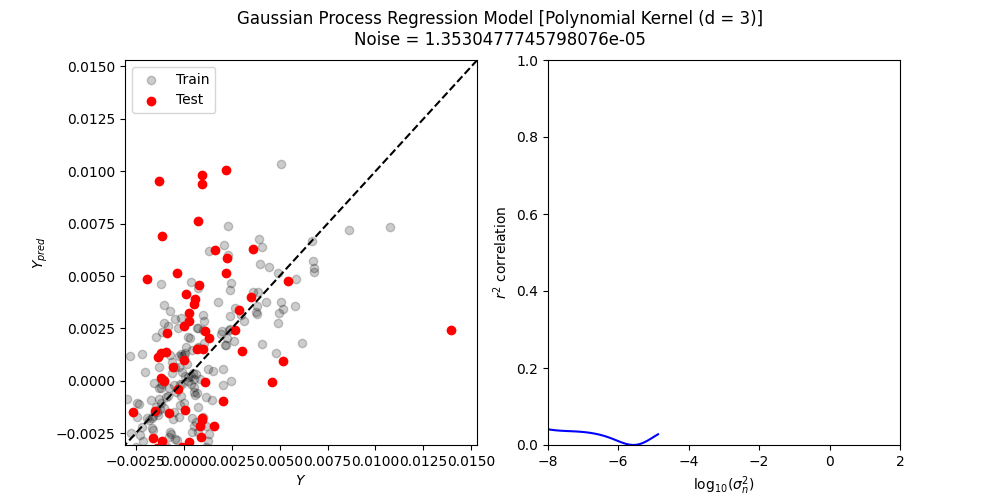 Gaussian Process Regression Model [Polynomial Kernel (d = 3)]
Noise = 1.3530477745798076e-05
0.0150
0.0125
0.0100
0.0075
0.0050
0.0025
0.0000
−0.0025
Y_pred
Train
Test
−0.0025 0.0000 0.0025 0.0050 0.0075 0.0100 0.0125 0.0150
Y
1.0
0.8
0.6
0.4
0.2
0.0
r² correlation
−8 −6 −4 −2 0 2
log₁₀(σₙ²)